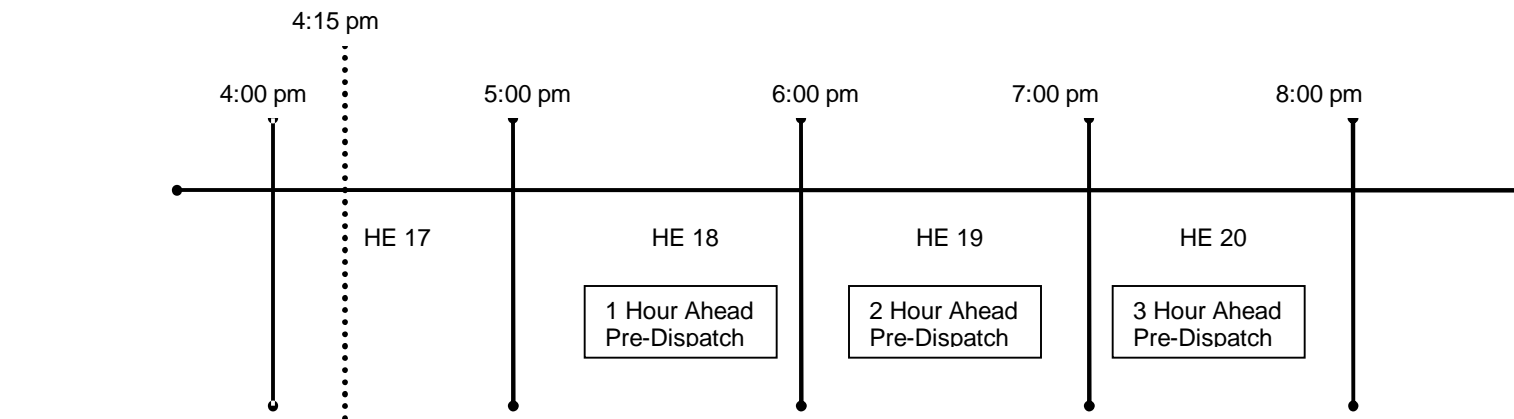 4:15 pm
4:00 pm
5:00 pm
6:00 pm
7:00 pm
8:00 pm
HE 17
HE 18
HE 19
HE 20
1 Hour Ahead
Pre-Dispatch
2 Hour Ahead
Pre-Dispatch
3 Hour Ahead
Pre-Dispatch